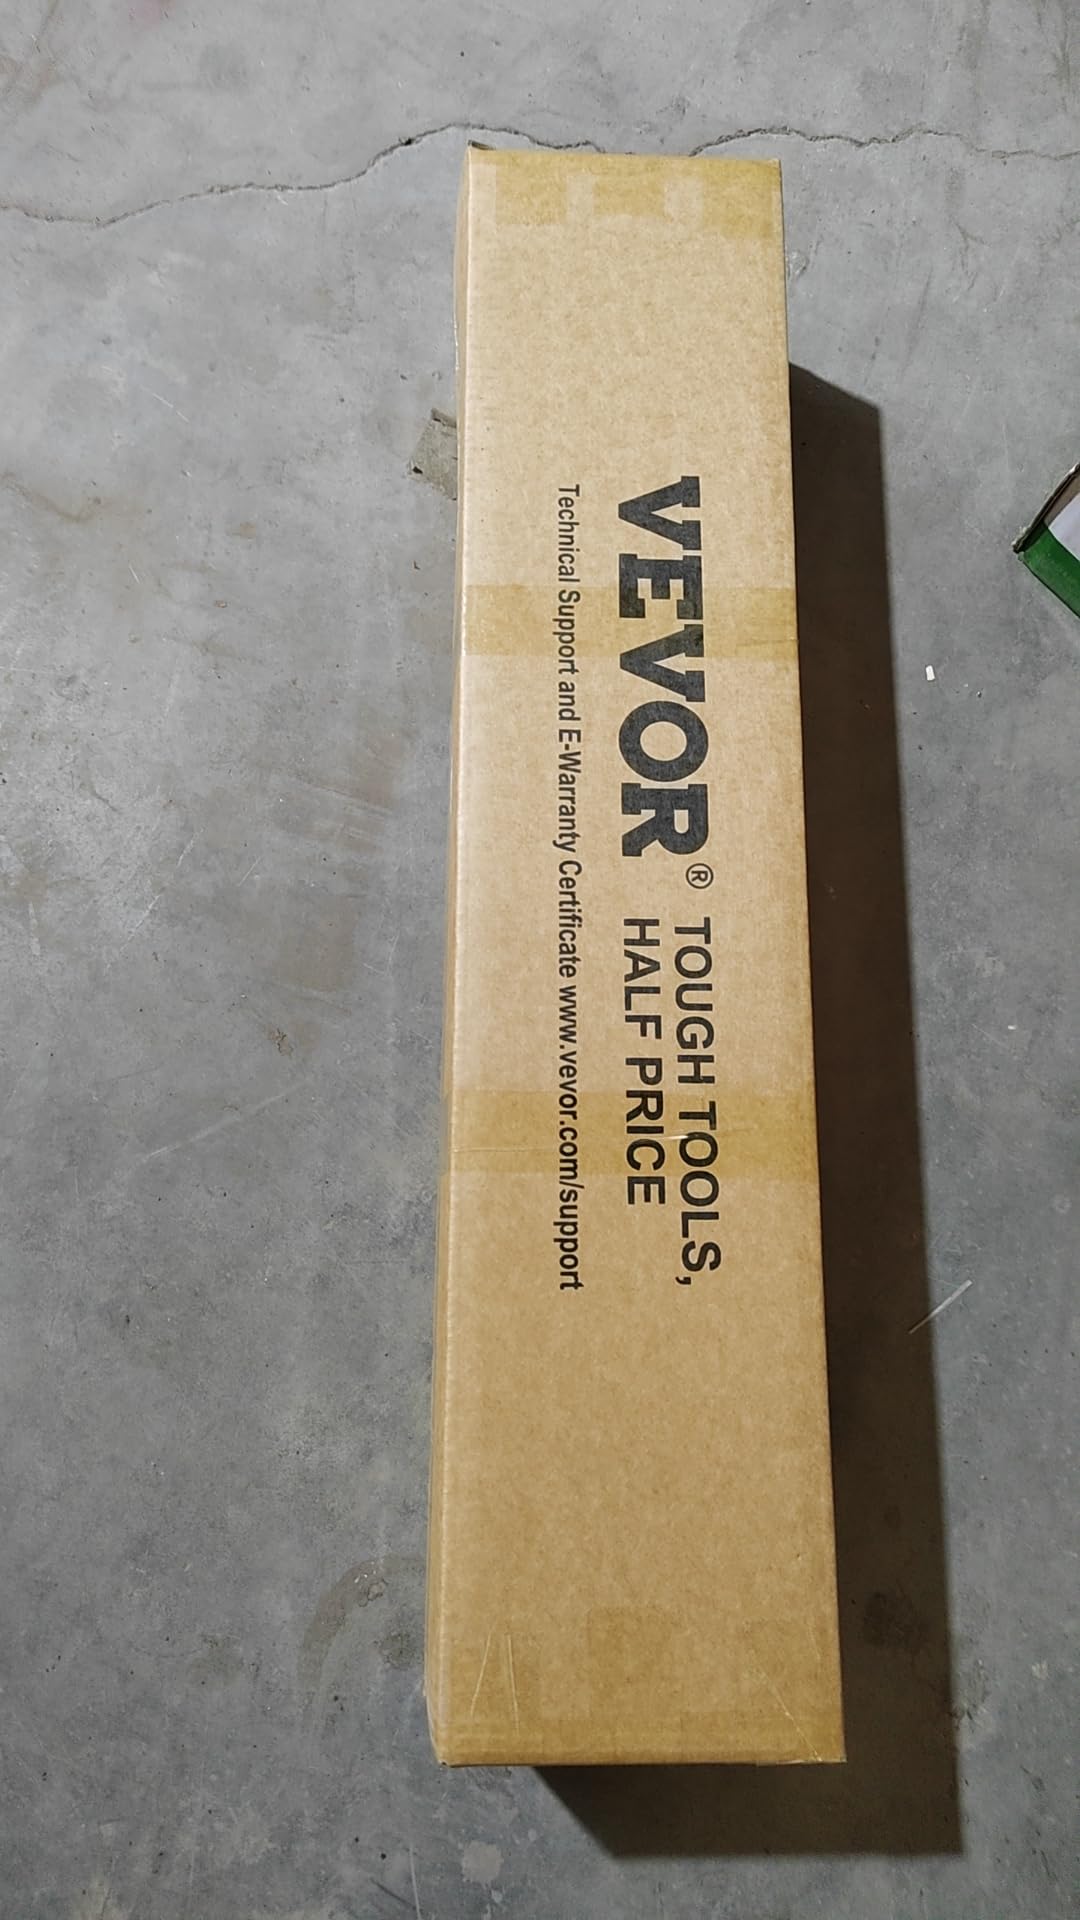 VEVOR®
TOUGH TOOLS,
HALF PRICE
Technical Support and E-Warranty Certificate www.vevor.com/support